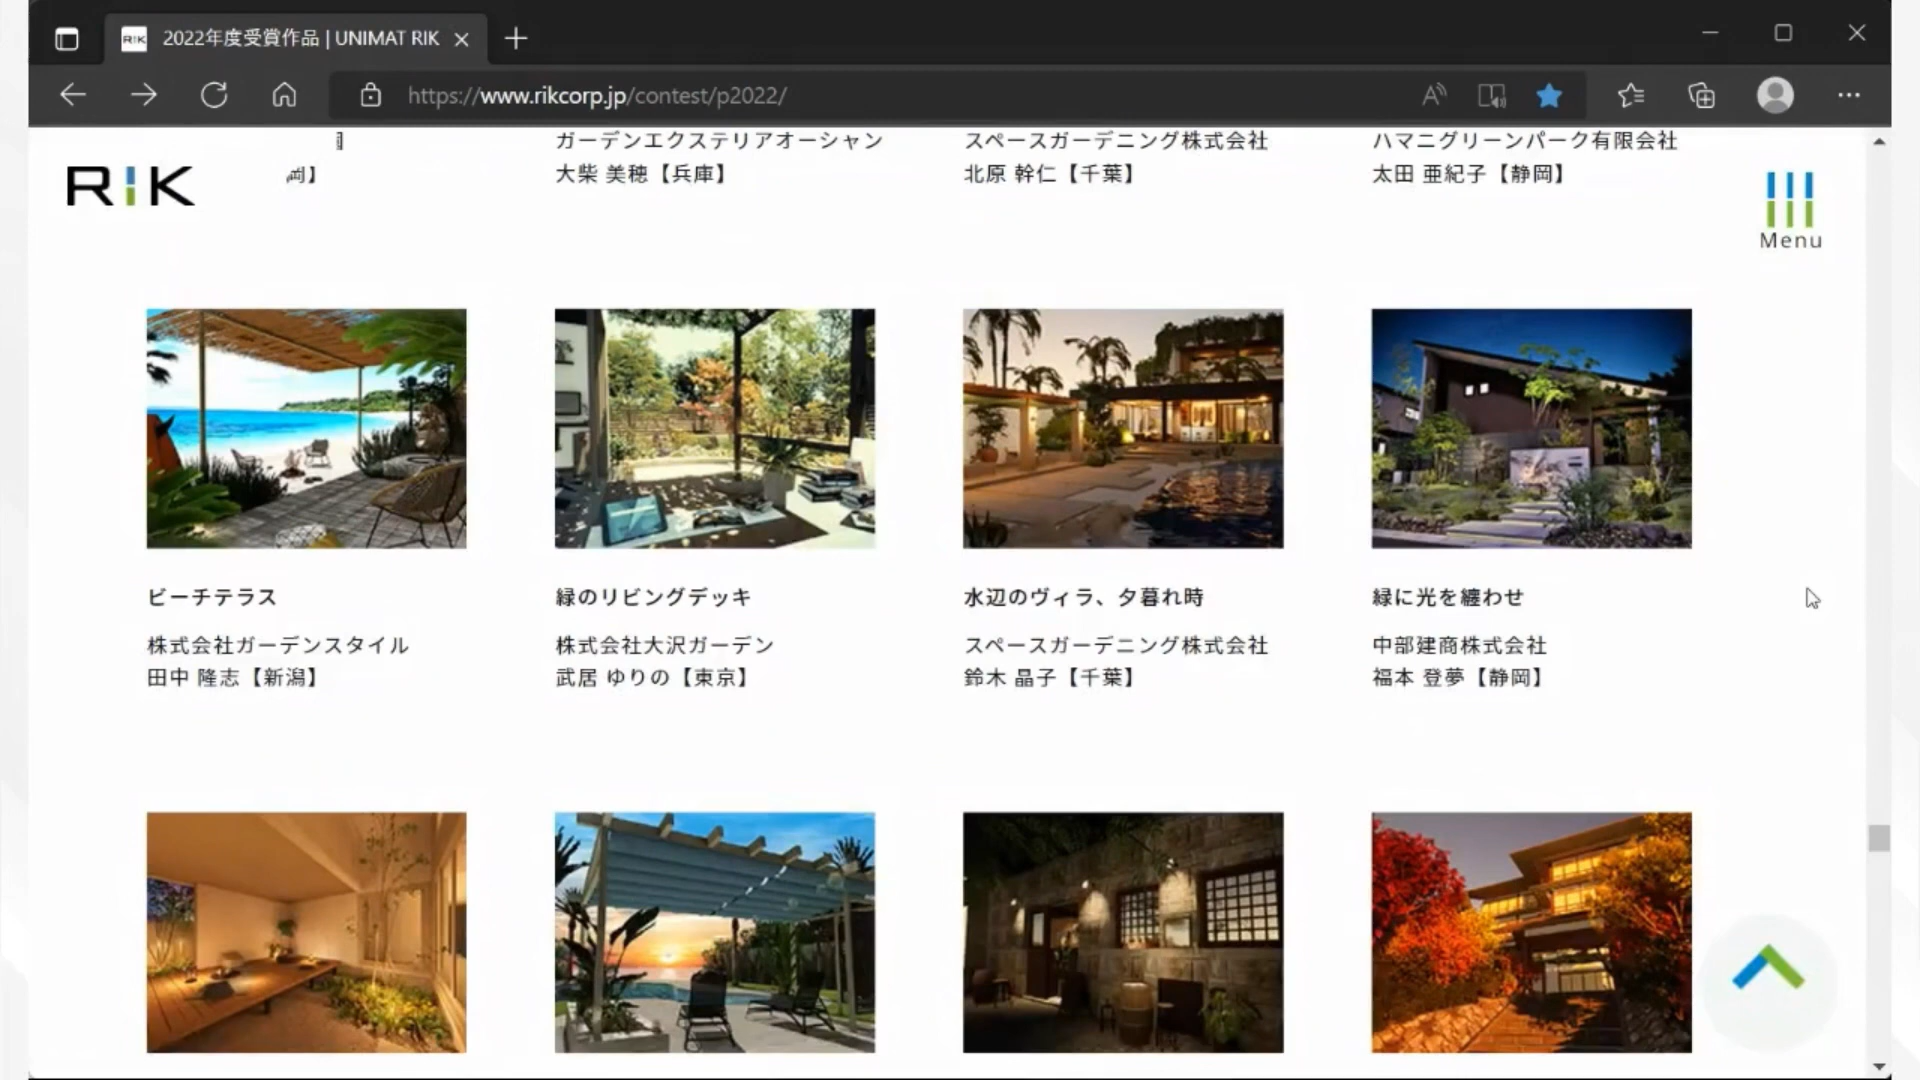 RiK 2022年度受賞作品 | UNIMAT RIK
https://www.rikcorp.jp/contest/p2022/
RiK
岡】
ガーデンエクステリアオーシャン
大柴 美穂【兵庫】
スペースガーデニング株式会社
北原 幹仁【千葉】
ハマニグリーンパーク有限会社
太田 亜紀子【静岡】
Menu
ビーチテラス
株式会社ガーデンスタイル
田中 隆志【新潟】
緑のリビングデッキ
株式会社大沢ガーデン
武居 ゆりの【東京】
水辺のヴィラ、夕暮れ時
スペースガーデニング株式会社
鈴木 晶子【千葉】
緑に光を纏わせ
中部建商株式会社
福本 登夢【静岡】